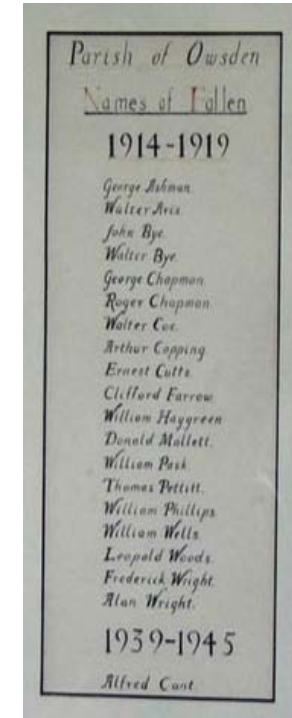 Parish of Owsden
Names of Fallen
1914-1919
George Ashman.
Walter Avis
John Bye.
Walter Bye.
George Chapman.
Roger Chapman
Walter Coe.
Arthur Copping
Ernest Cutts.
Clifford Farrow
William Haygreen
Donald Mallett.
William Pask
Thomas Pettitt.
William Phillips.
William Wells
Leopold Woods.
Frederick Wright.
Alan Wright.
1939-1945
Alfred Cant.